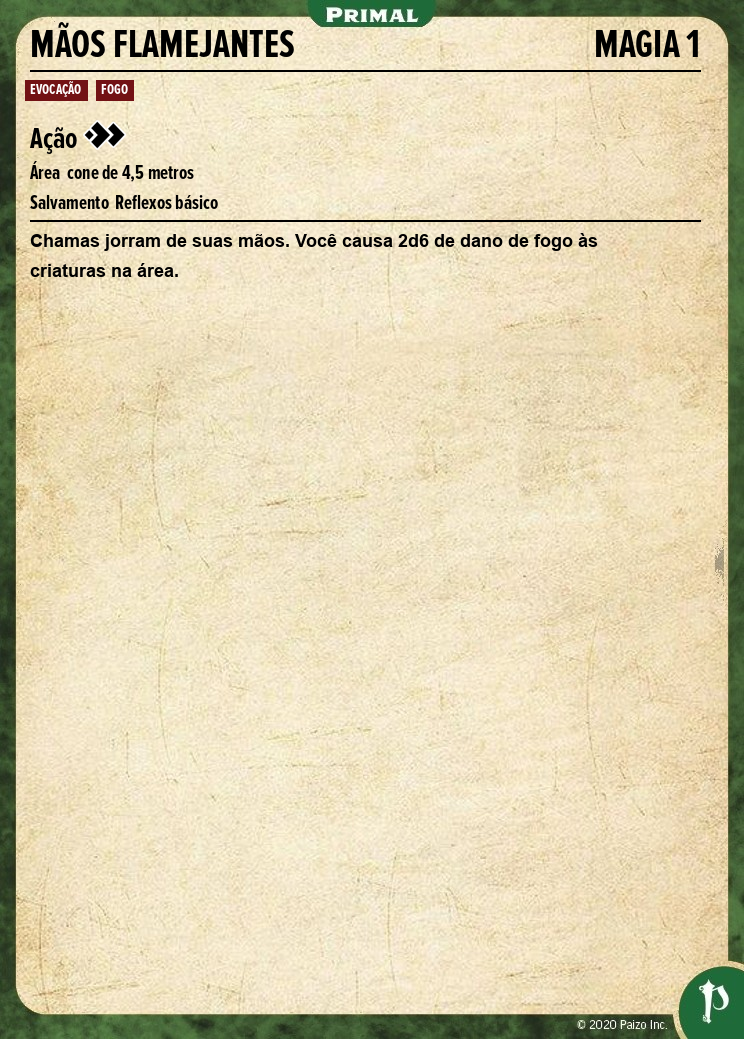 PRIMAL
MÃOS FLAMEJANTES MAGIA 1
EVOCAÇÃO FOGO
Ação
Área cone de 4,5 metros
Salvamento Reflexos básico
Chamas jorram de suas mãos. Você causa 2d6 de dano de fogo às
criaturas na área.
© 2020 Paizo Inc.
P